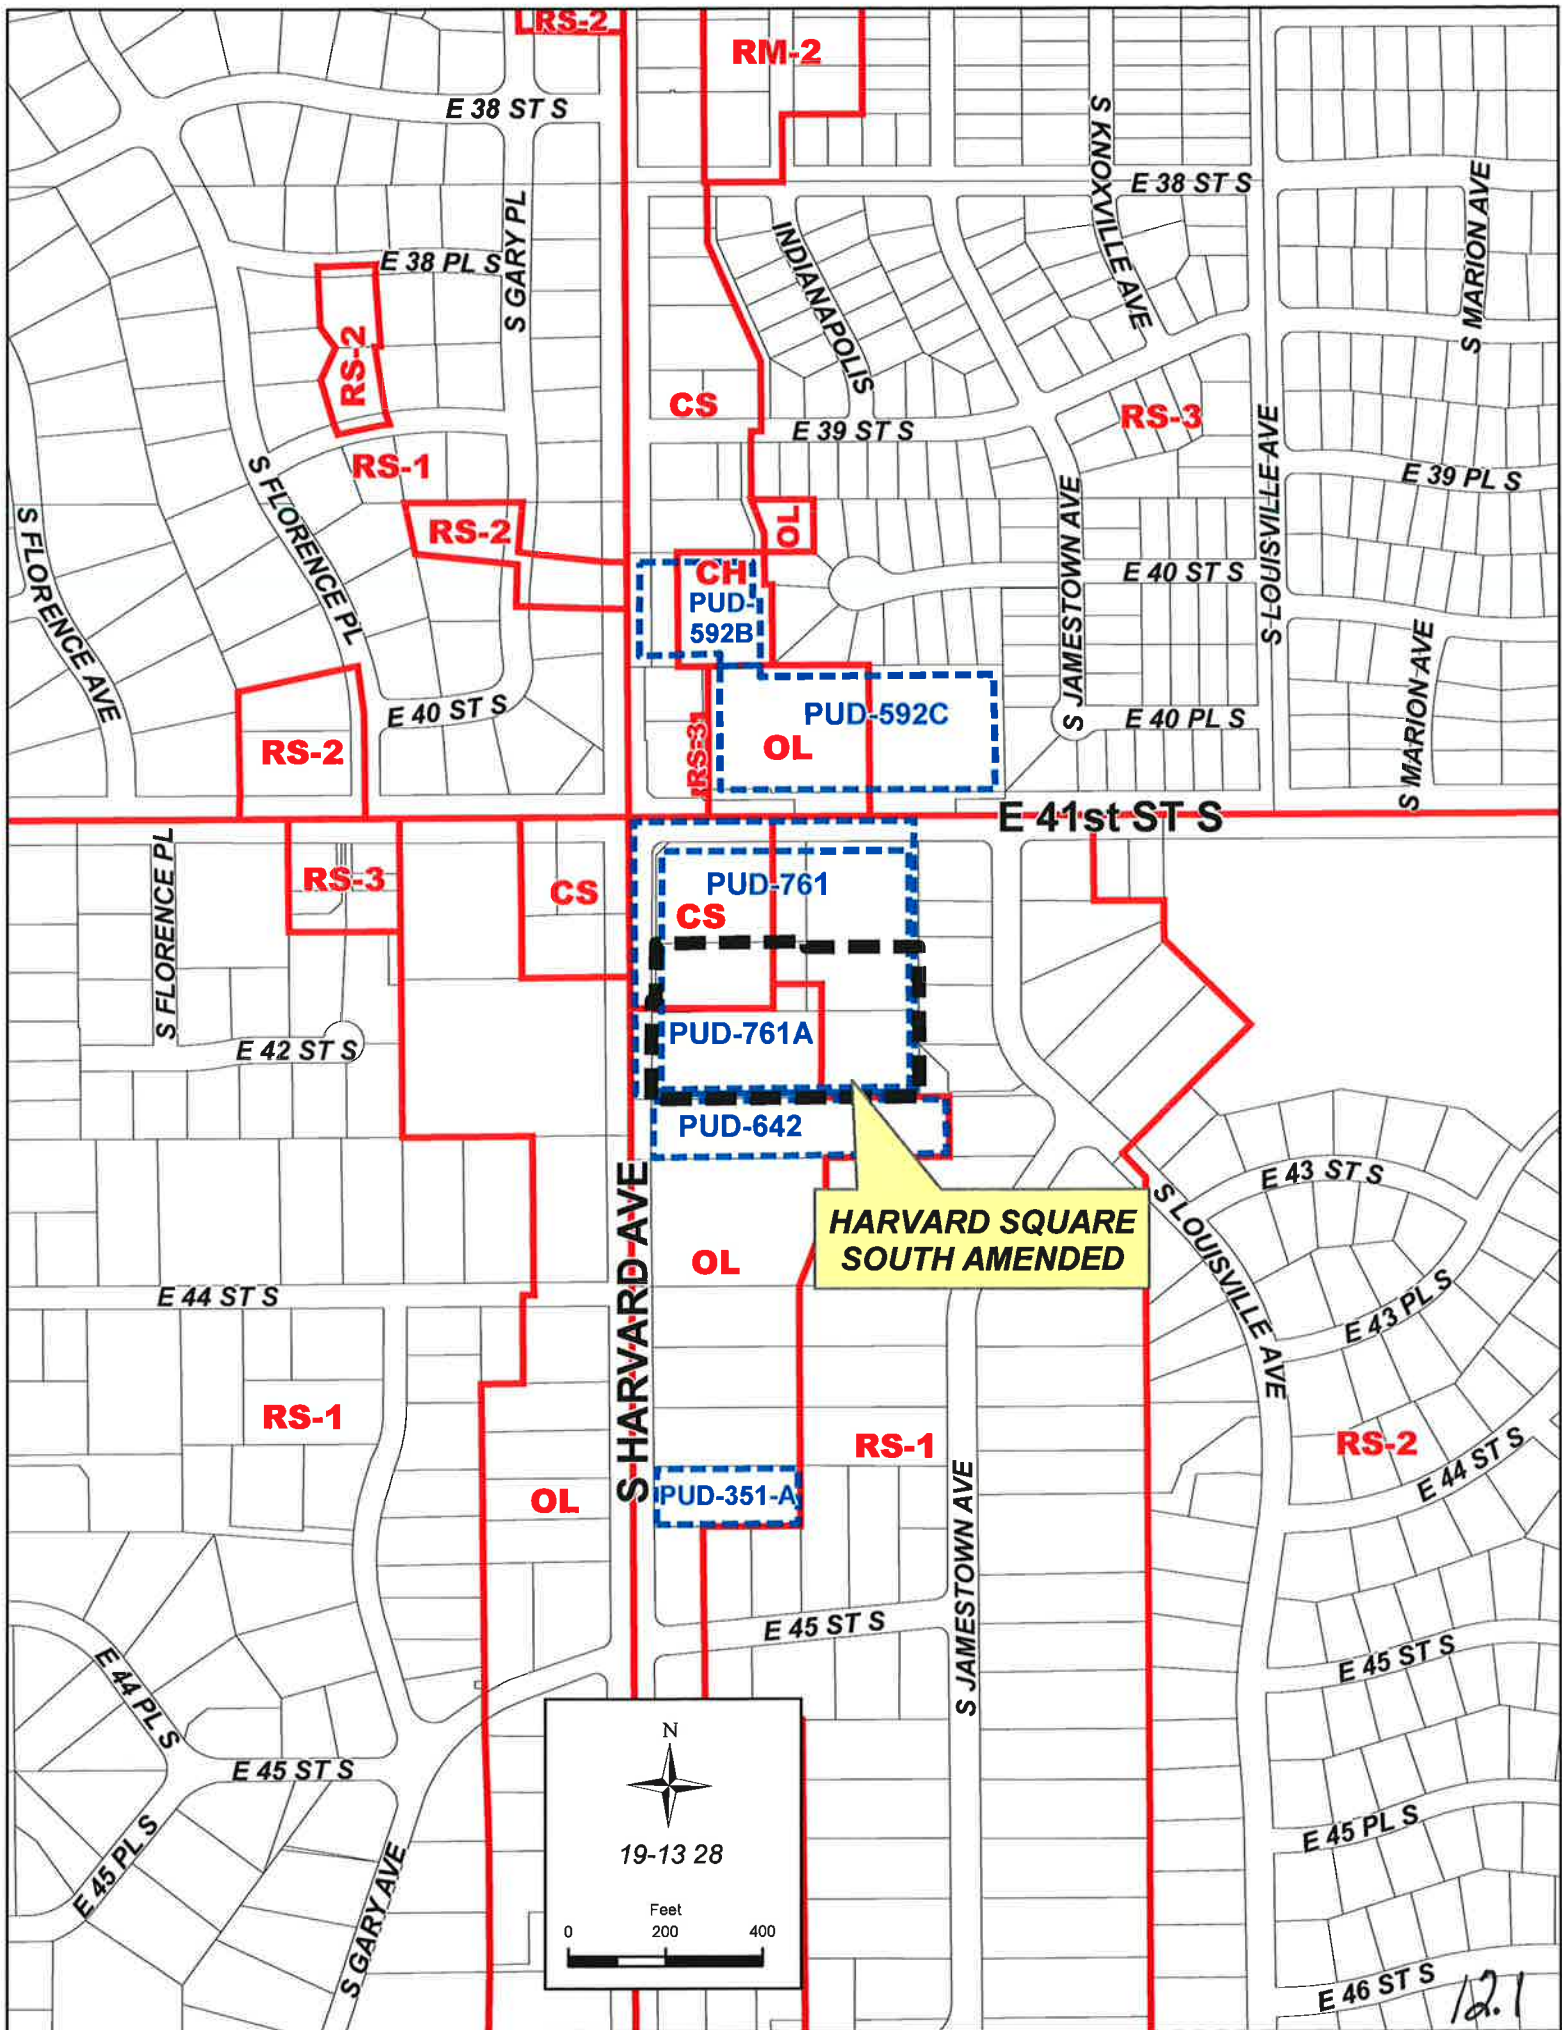 RS-2
RM-2
E 38 ST S
S KNOXVILLE AVE
E 38 ST S
S MARION AVE
S GARY PL
E 38 PL S
INDIANAPOLIS
RS-2
CS
RS-3
E 39 ST S
S LOUISVILLE AVE
RS-1
S FLORENCE PL
E 39 PL S
S FLORENCE AVE
RS-2
OL
S JAMESTOWN AVE
CH
PUD-
592B
E 40 ST S
S MARION AVE
E 40 ST S
PUD-592C
E 40 PL S
RS-2
RS-3
OL
E 41st ST S
S FLORENCE PL
RS-3
CS
PUD-761
CS
E 42 ST S
PUD-761A
PUD-642
HARVARD SQUARE
SOUTH AMENDED
E 43 ST S
S LOUISVILLE AVE
S HARVARD AVE
OL
E 44 ST S
E 43 PL S
RS-1
RS-1
RS-2
E 44 ST S
OL
PUD-351-A
S JAMESTOWN AVE
E 45 ST S
E 45 ST S
E 44 PL S
E 45 ST S
N
19-13 28
E 45 PL S
E 45 PL S
S GARY AVE
Feet
0 200 400
E 46 ST S
12.1